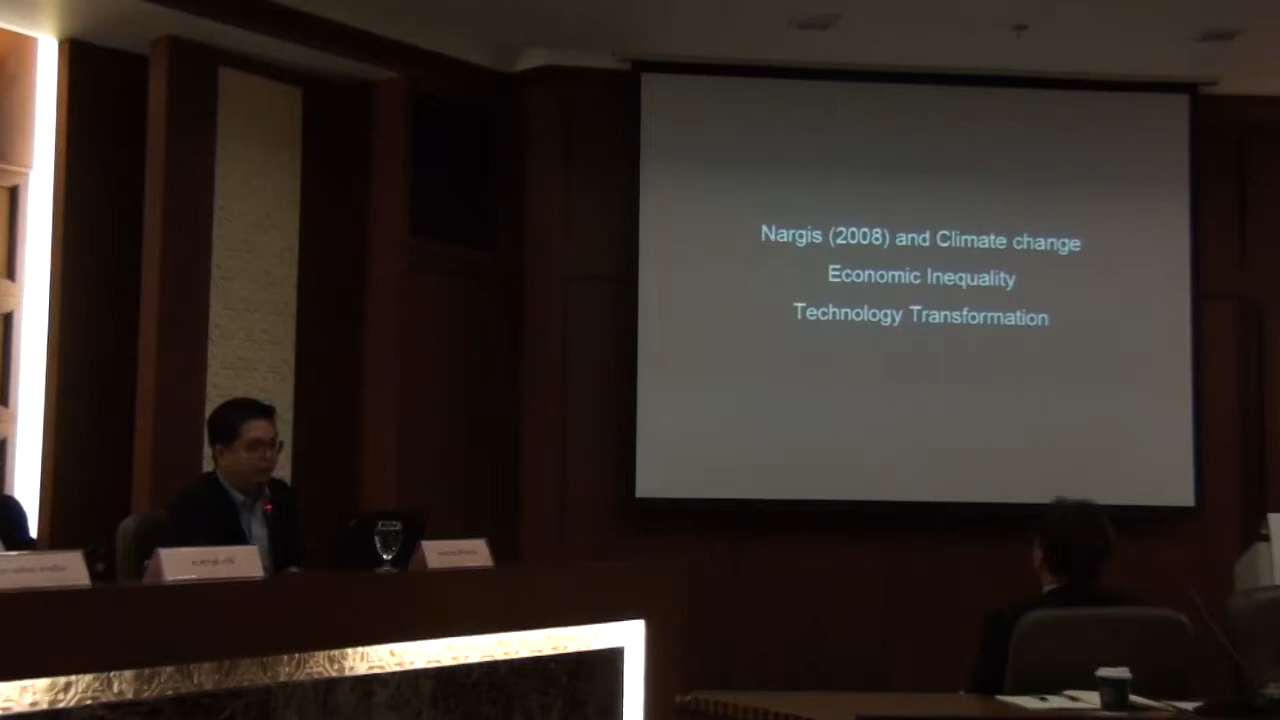 Nargis (2008) and Climate change
Economic Inequality
Technology Transformation